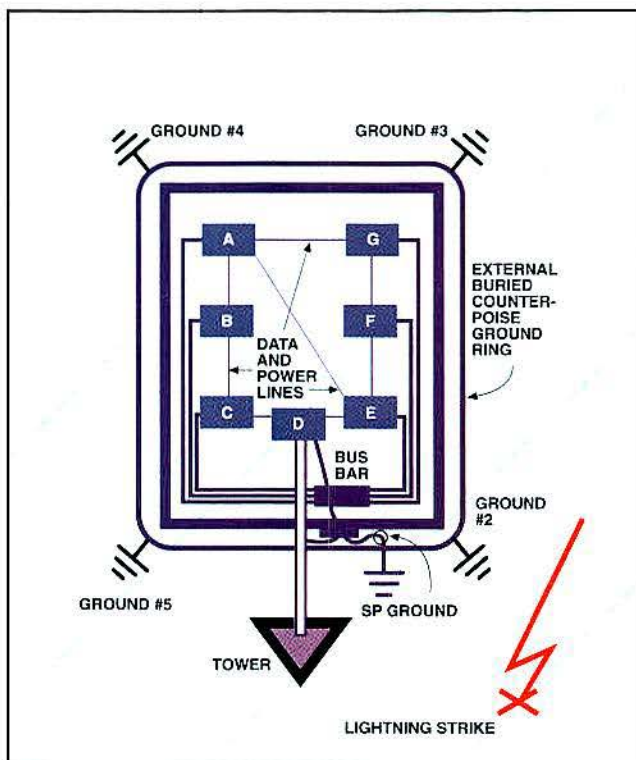 GROUND #4
GROUND #3
A
G
EXTERNAL
BURIED
COUNTER-
POISE
GROUND
RING
B
F
DATA
AND
POWER
LINES
C
D
E
BUS
BAR
GROUND
#2
GROUND #5
SP GROUND
TOWER
LIGHTNING STRIKE